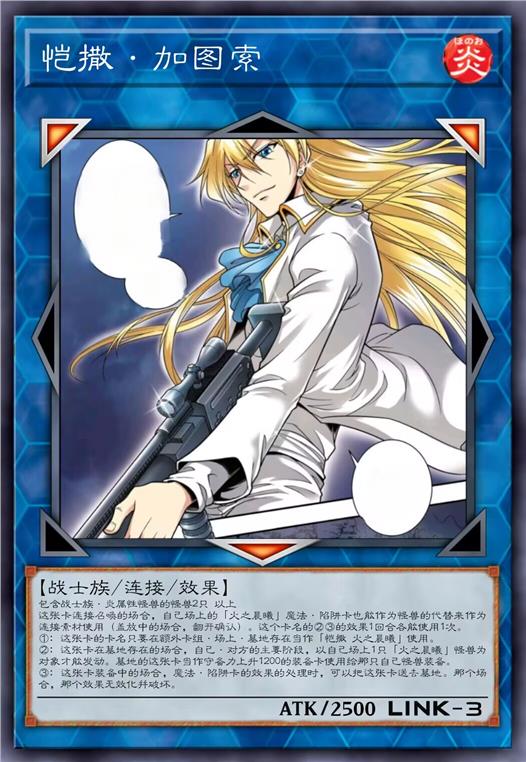 恺撒·加图索
ほのお
炎
【战士族/连接/效果】
包含战士族·炎属性怪兽的怪兽2只以上
这张卡连接召唤的场合，自己场上的「火之晨曦」魔法·陷阱卡也能作为怪兽的代替来作为
连接素材使用（盖放中的场合，翻开确认）。这个卡名的②③的效果1回合各能使用1次。
①：这张卡的卡名只要在额外卡组·场上·墓地存在当作「恺撒 火之晨曦」使用。
②：这张卡在墓地存在的场合，自己·对方的主要阶段，以自己场上1只「火之晨曦」怪兽为
对象才能发动。墓地的这张卡当作守备力上升1200的装备卡使用给那只自己怪兽装备。
③：这张卡装备中的场合，魔法·陷阱卡的效果的处理时，可以把这张卡送去墓地。那个场
合，那个效果无效化并破坏。
ATK/2500 LINK-3